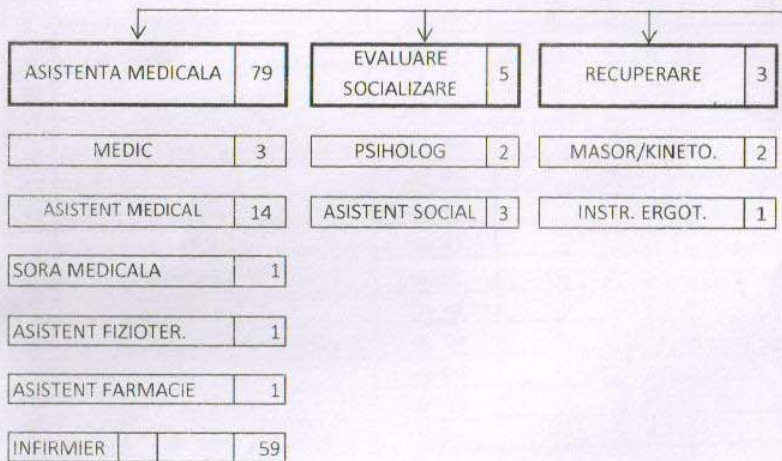 ASISTENTA MEDICALA 79
EVALUARE
SOCIALIZARE 5
RECUPERARE 3
MEDIC 3
PSIHOLOG 2
MASOR/KINETO. 2
ASISTENT MEDICAL 14
ASISTENT SOCIAL 3
INSTR. ERGOT. 1
SORA MEDICALA 1
ASISTENT FIZIOTER. 1
ASISTENT FARMACIE 1
INFIRMIER 59